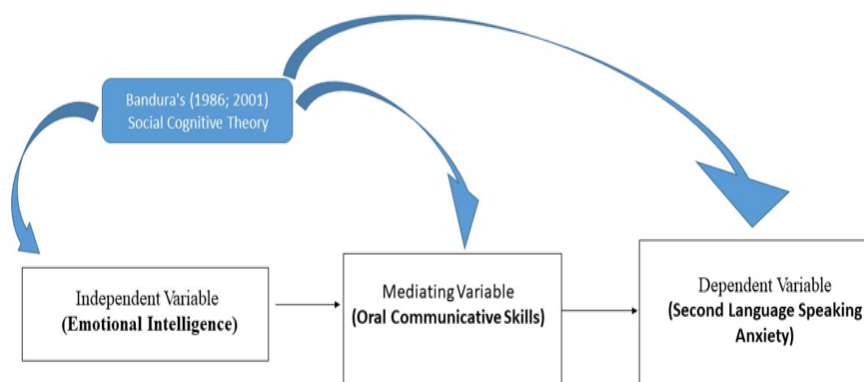 Bandura's (1986; 2001)
Social Cognitive Theory
Independent Variable
(Emotional Intelligence)
Mediating Variable
(Oral Communicative Skills)
Dependent Variable
(Second Language Speaking
Anxiety)